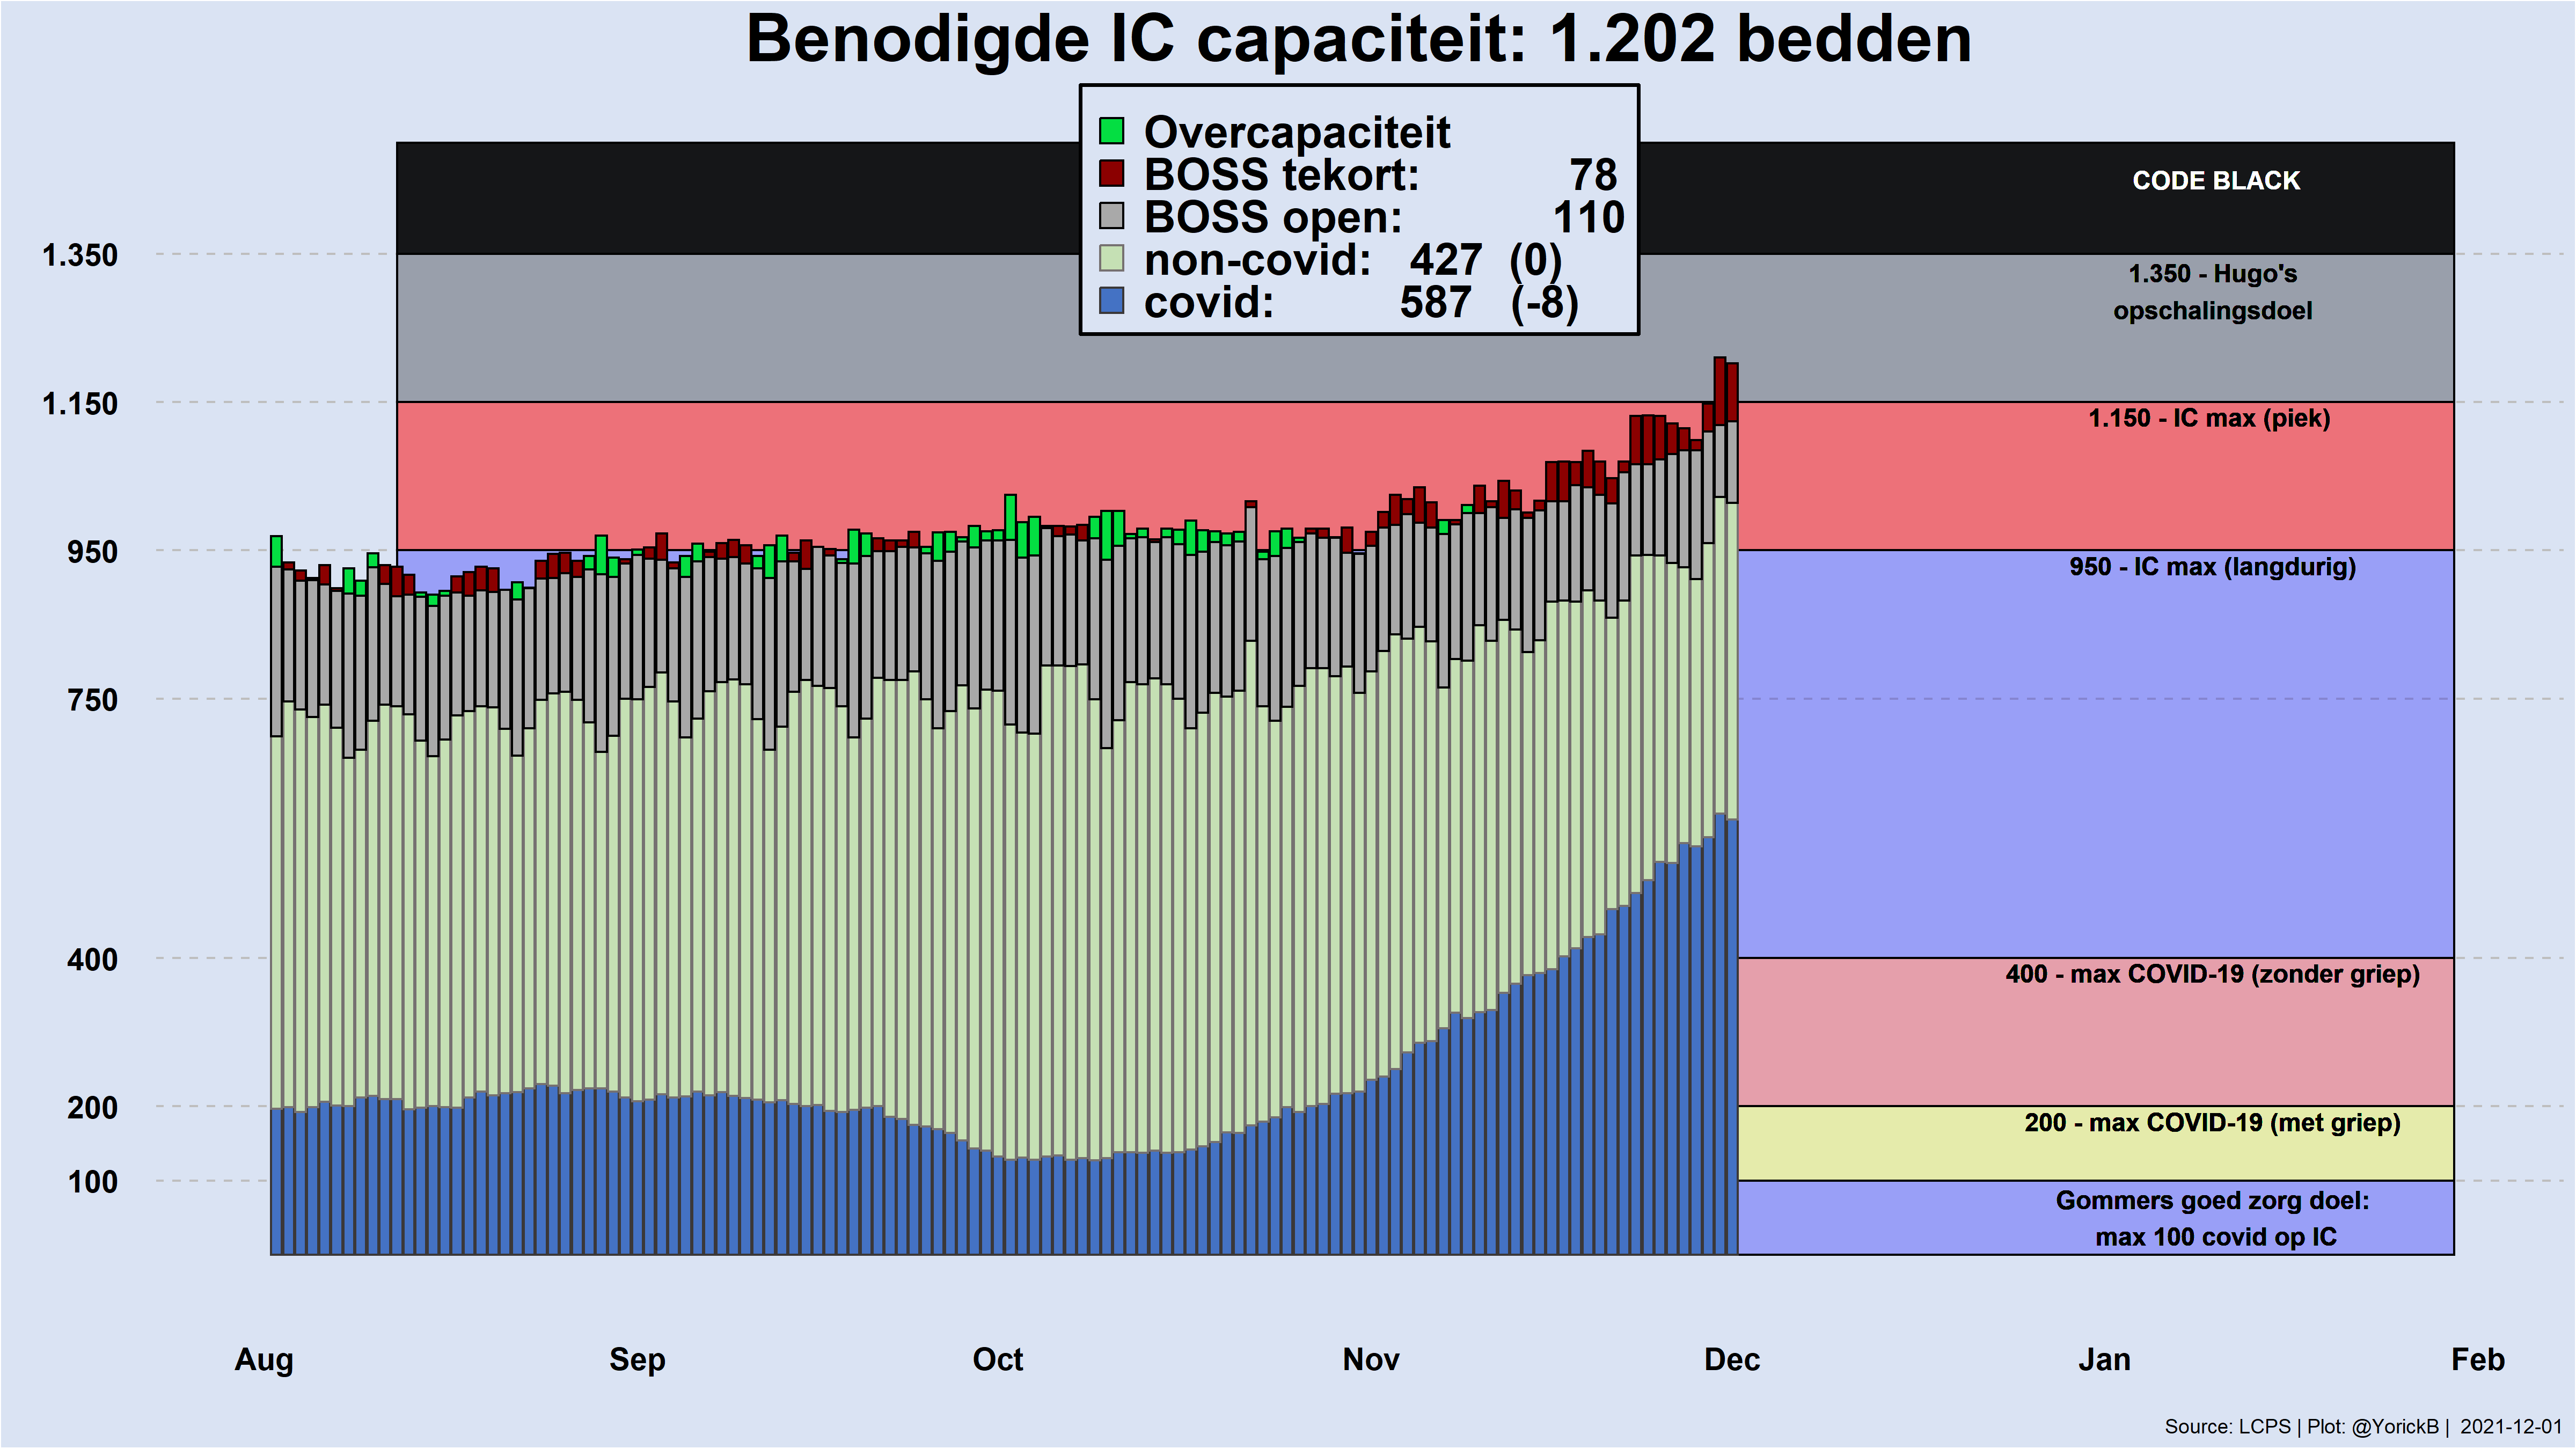 Benodigde IC capaciteit: 1.202 bedden
Overcapaciteit
BOSS tekort: 78
BOSS open: 110
non-covid: 427 (0)
covid: 587 (-8)
CODE BLACK
1.350
1.350 - Hugo's
opschalingsdoel
1.150
1.150 - IC max (piek)
950
950 - IC max (langdurig)
750
400
400 - max COVID-19 (zonder griep)
200
200 - max COVID-19 (met griep)
100
Gommers goed zorg doel:
max 100 covid op IC
Aug Sep Oct Nov Dec Jan Feb
Source: LCPS | Plot: @YorickB | 2021-12-01